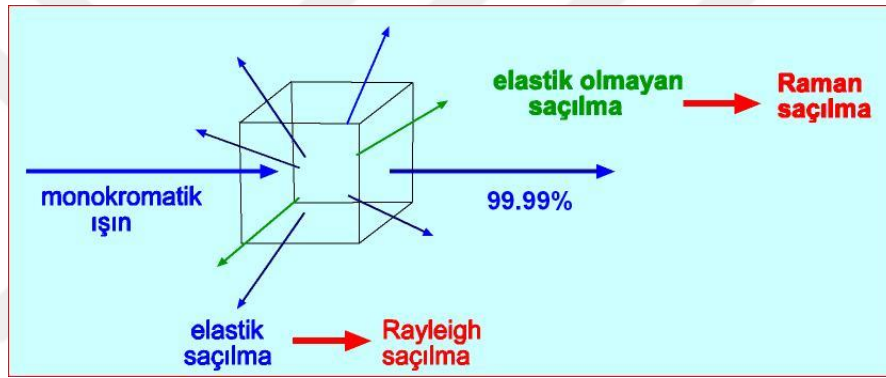 elastik olmayan
saçılma
Raman
saçılma
monokromatik
ışın
99.99%
elastik
saçılma
Rayleigh
saçılma